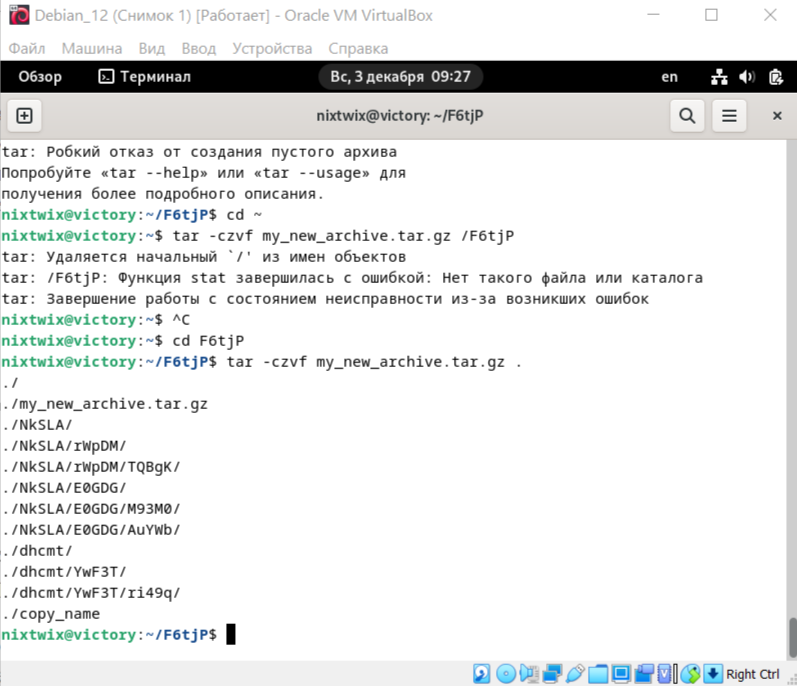 Debian_12 (Снимок 1) [Работает] - Oracle VM VirtualBox
Файл Машина Вид Ввод Устройства Справка
Обзор Терминал Вс, 3 декабря 09:27 en
nixtwix@victory: ~/F6tjP
tar: Робкий отказ от создания пустого архива
Попробуйте «tar --help» или «tar --usage» для
получения более подробного описания.
nixtwix@victory:~/F6tjP$ cd ~
nixtwix@victory:~$ tar -czvf my_new_archive.tar.gz /F6tjP
tar: Удаляется начальный `/' из имен объектов
tar: /F6tjP: Функция stat завершилась с ошибкой: Нет такого файла или каталога
tar: Завершение работы с состоянием неисправности из-за возникших ошибок
nixtwix@victory:~$ ^C
nixtwix@victory:~$ cd F6tjP
nixtwix@victory:~/F6tjP$ tar -czvf my_new_archive.tar.gz .
./
./my_new_archive.tar.gz
./NkSLA/
./NkSLA/rWpDM/
./NkSLA/rWpDM/TQBgK/
./NkSLA/E0GDG/
./NkSLA/E0GDG/M93M0/
./NkSLA/E0GDG/AuYWb/
./dhcmt/
./dhcmt/YwF3T/
./dhcmt/YwF3T/ri49q/
./copy_name
nixtwix@victory:~/F6tjP$
Right Ctrl